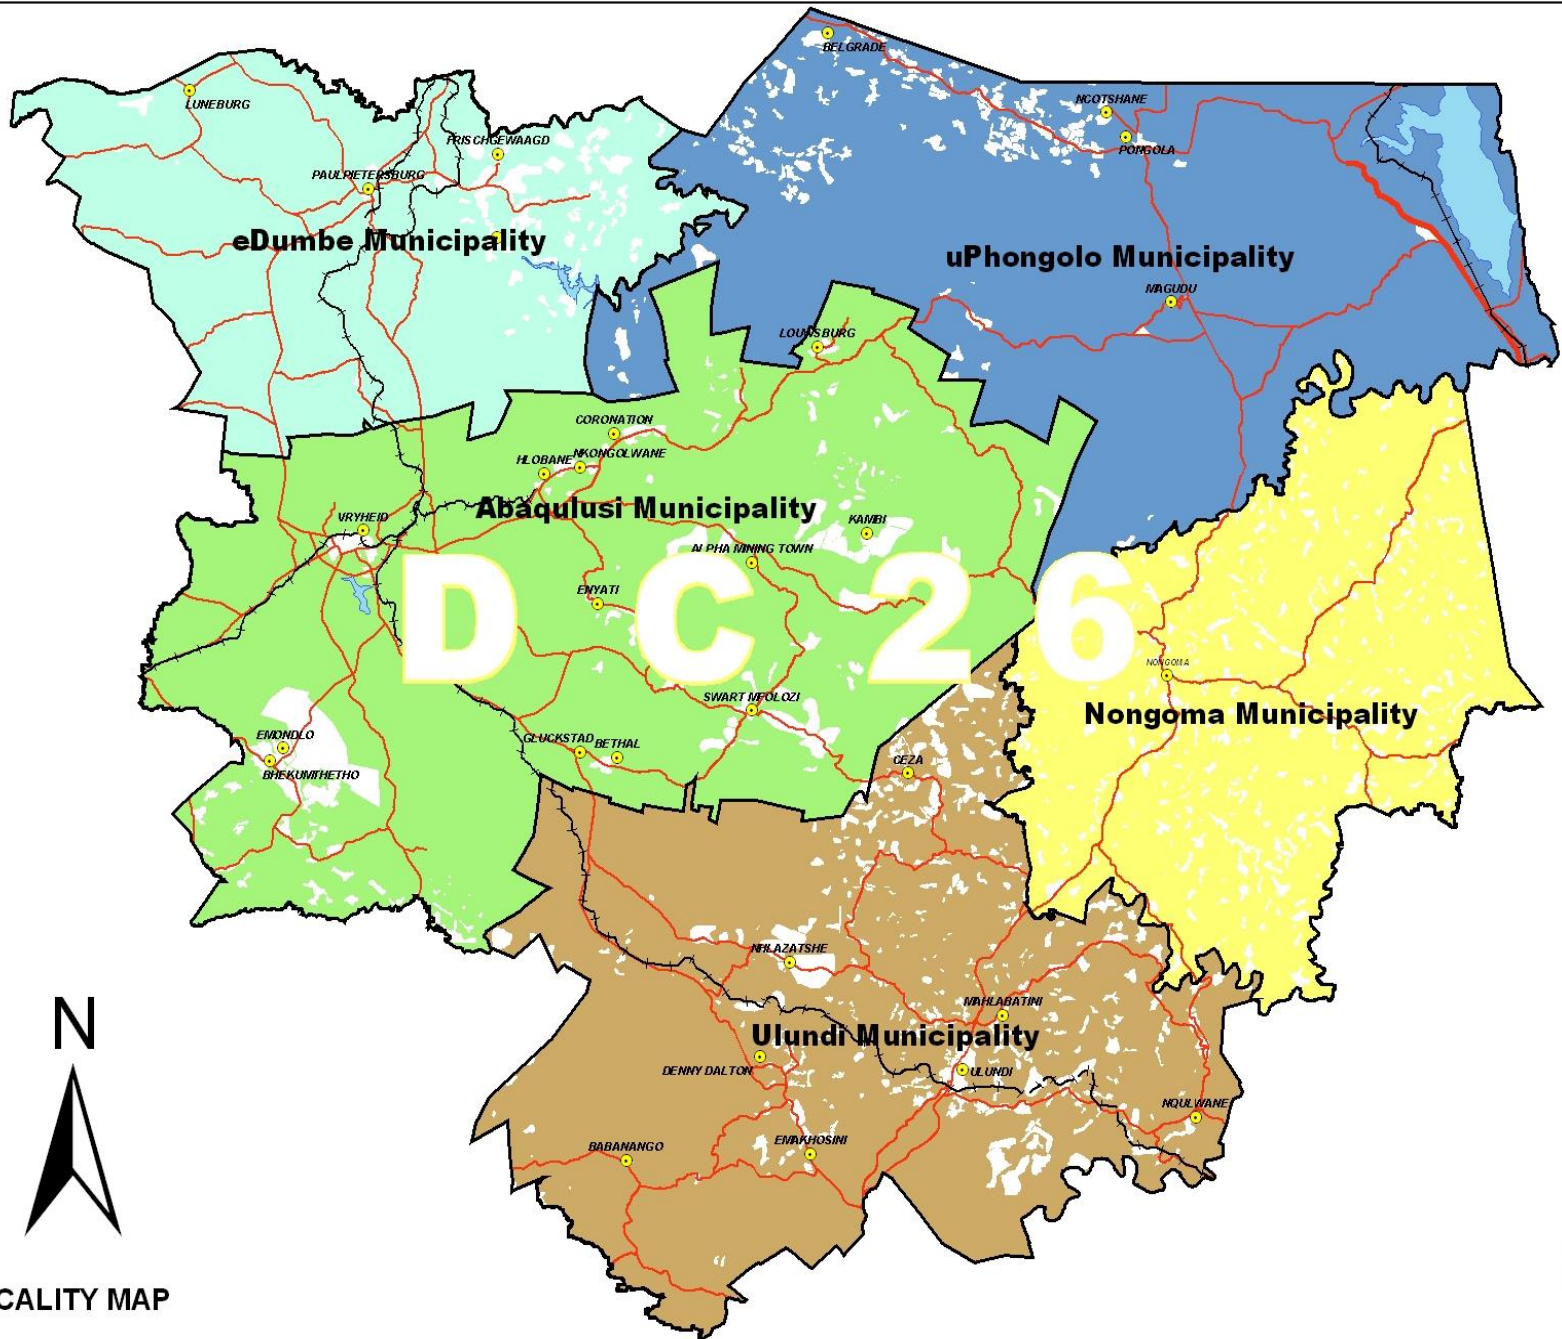 BELGRADE
LUNEBURG
NCOTSHANE
PONGOLA
FRISCHGEWAAGD
PAULPIETERSBURG
eDumbe Municipality
uPhongolo Municipality
MAGUDU
LOUWSBURG
CORONATION
NKONGOLWANE
HLOBANE
Abaqulusi Municipality
VRYHEID
KAMBI
ALPHA MINING TOWN
ENYATI
D C 2 6
NONGOMA
SWART MFOLOZI
Nongoma Municipality
EMONDLO
GLUCKSTAD
BETHAL
CEZA
BHEKUMTHETHO
NHLAZATSHE
MAHLABATINI
N
Ulundi Municipality
DENNY DALTON
ULUNDI
NQULWANE
BABANANGO
EMAKHOSINI
CALITY MAP